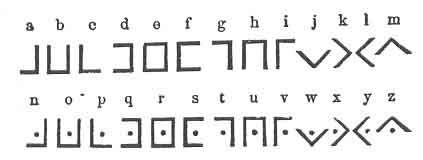 a b c d e f g h i j k l m
n o p q r s t u v w x y z